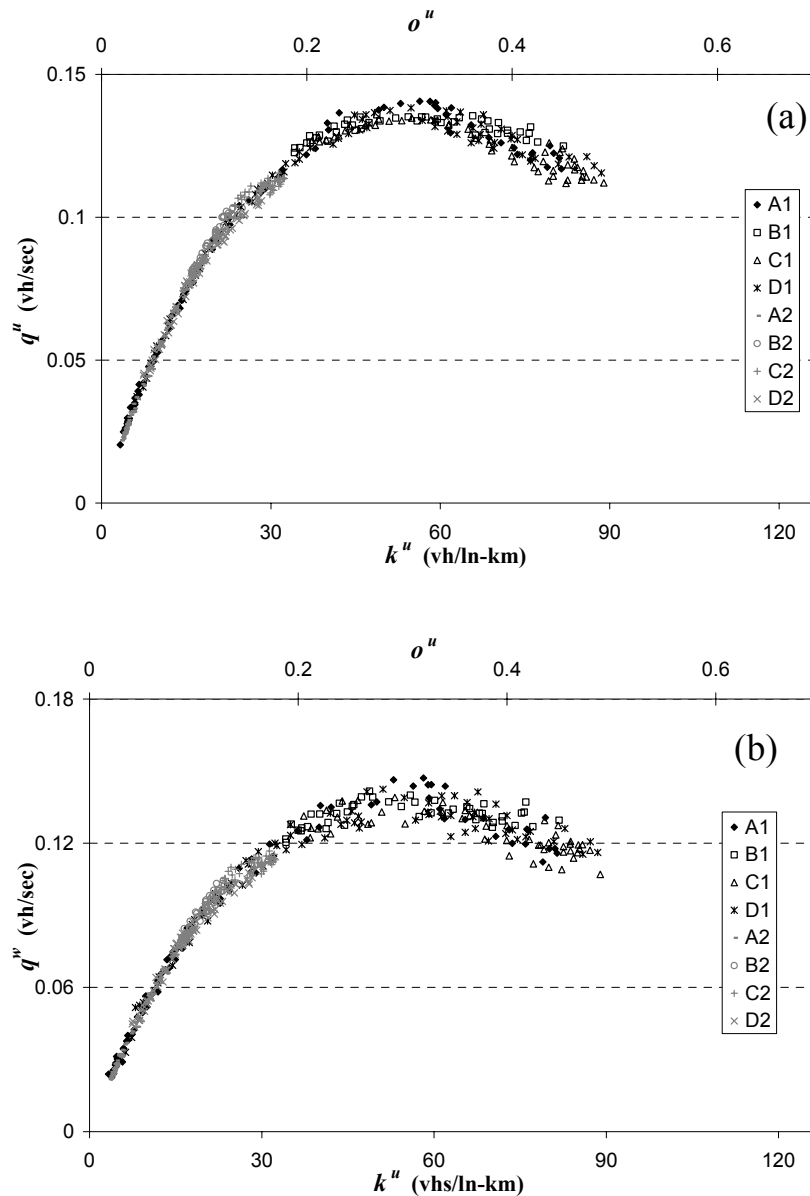 o^u
0 0.2 0.4 0.6
0.15
(a)
0.1
q^u (vh/sec)
0.05
0
0 30 60 90 120
k^u (vh/ln-km)
A1
B1
C1
D1
A2
B2
C2
D2
o^u
0 0.2 0.4 0.6
0.18
(b)
0.12
q^w (vh/sec)
0.06
0
0 30 60 90 120
k^u (vhs/ln-km)
A1
B1
C1
D1
A2
B2
C2
D2